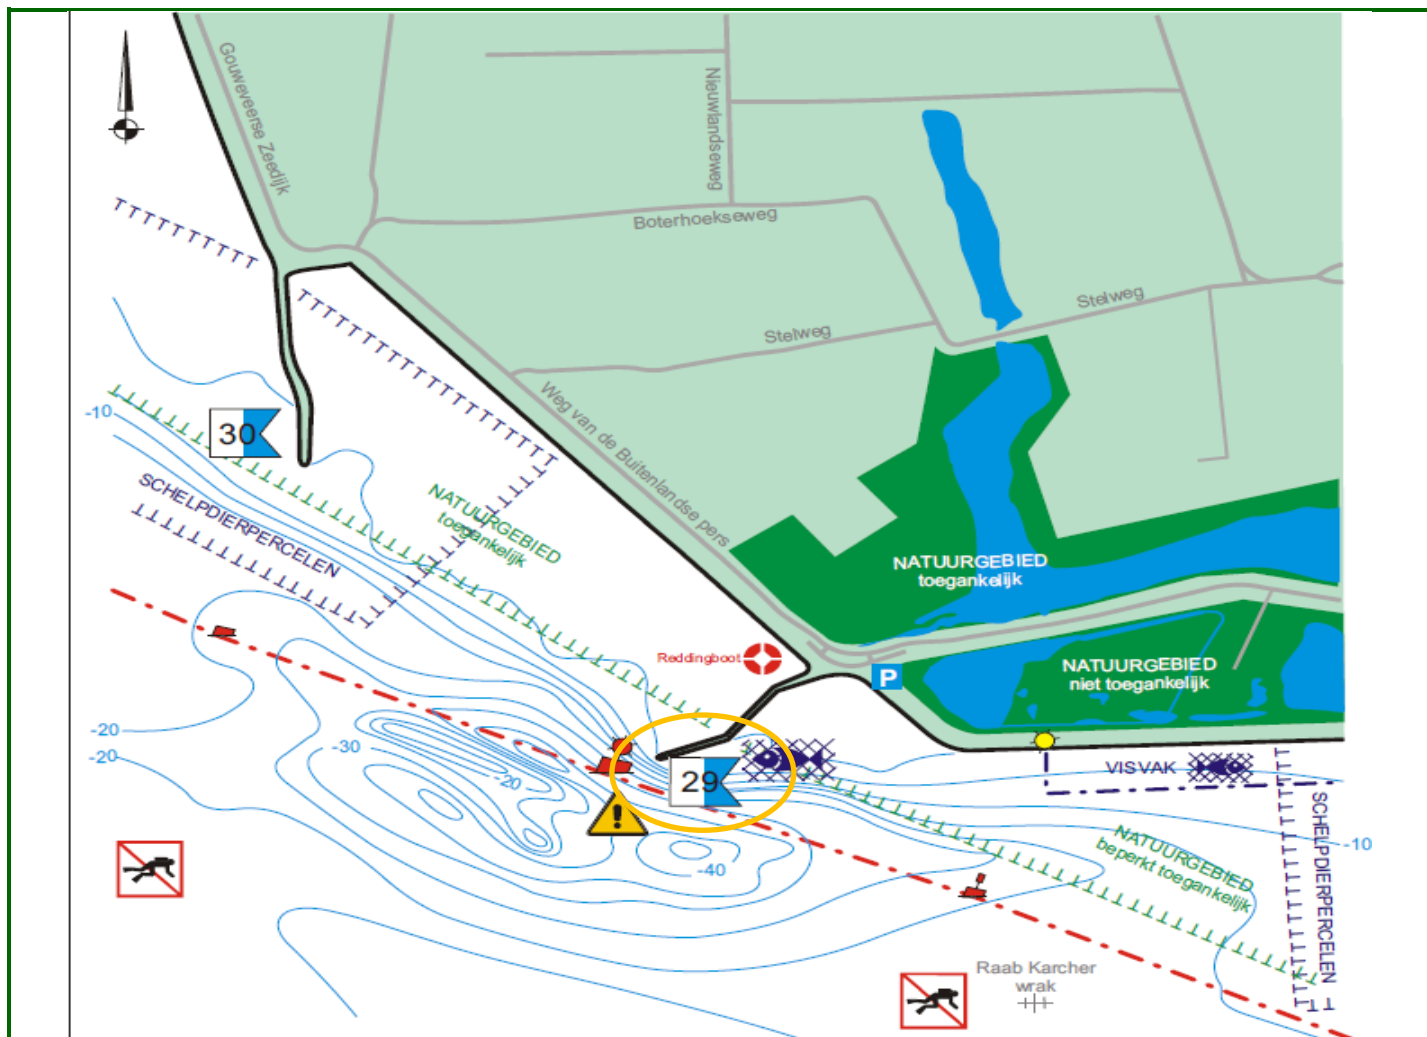 Gouweveerse Zeedijk
Nieuwlandseweg
Boterhoekseweg
Stelweg
Stelweg
Weg van de Buitenlandse pers
-10
30
SCHELPDIERPERCELEN
NATUURGEBIED
toegankelijk
NATUURGEBIED
toegankelijk
Reddingboot
P
NATUURGEBIED
niet toegankelijk
-20
-20
-30
-20
29
!
VISVAK
SCHELPDIERPERCELEN
-10
-40
NATUURGEBIED
beperkt toegankelijk
Raab Karcher
wrak